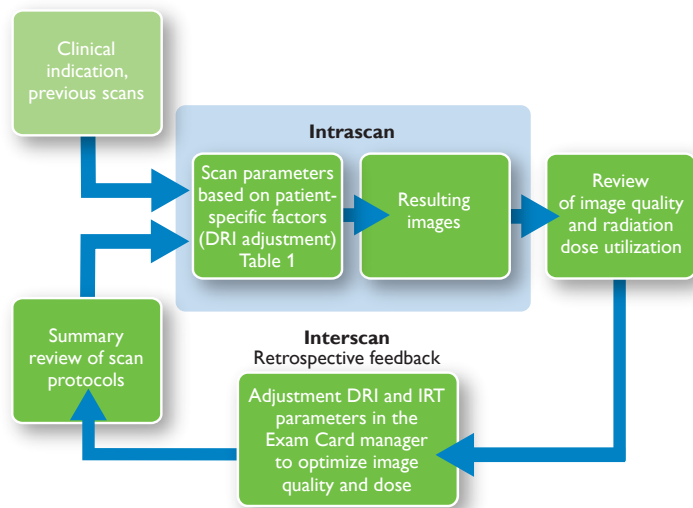 Clinical
indication,
previous scans
Intrascan
Scan parameters
based on patient-
specific factors
(DRI adjustment)
Table 1
Resulting
images
Review
of image quality
and radiation
dose utilization
Summary
review of scan
protocols
Interscan
Retrospective feedback
Adjustment DRI and IRT
parameters in the
Exam Card manager
to optimize image
quality and dose